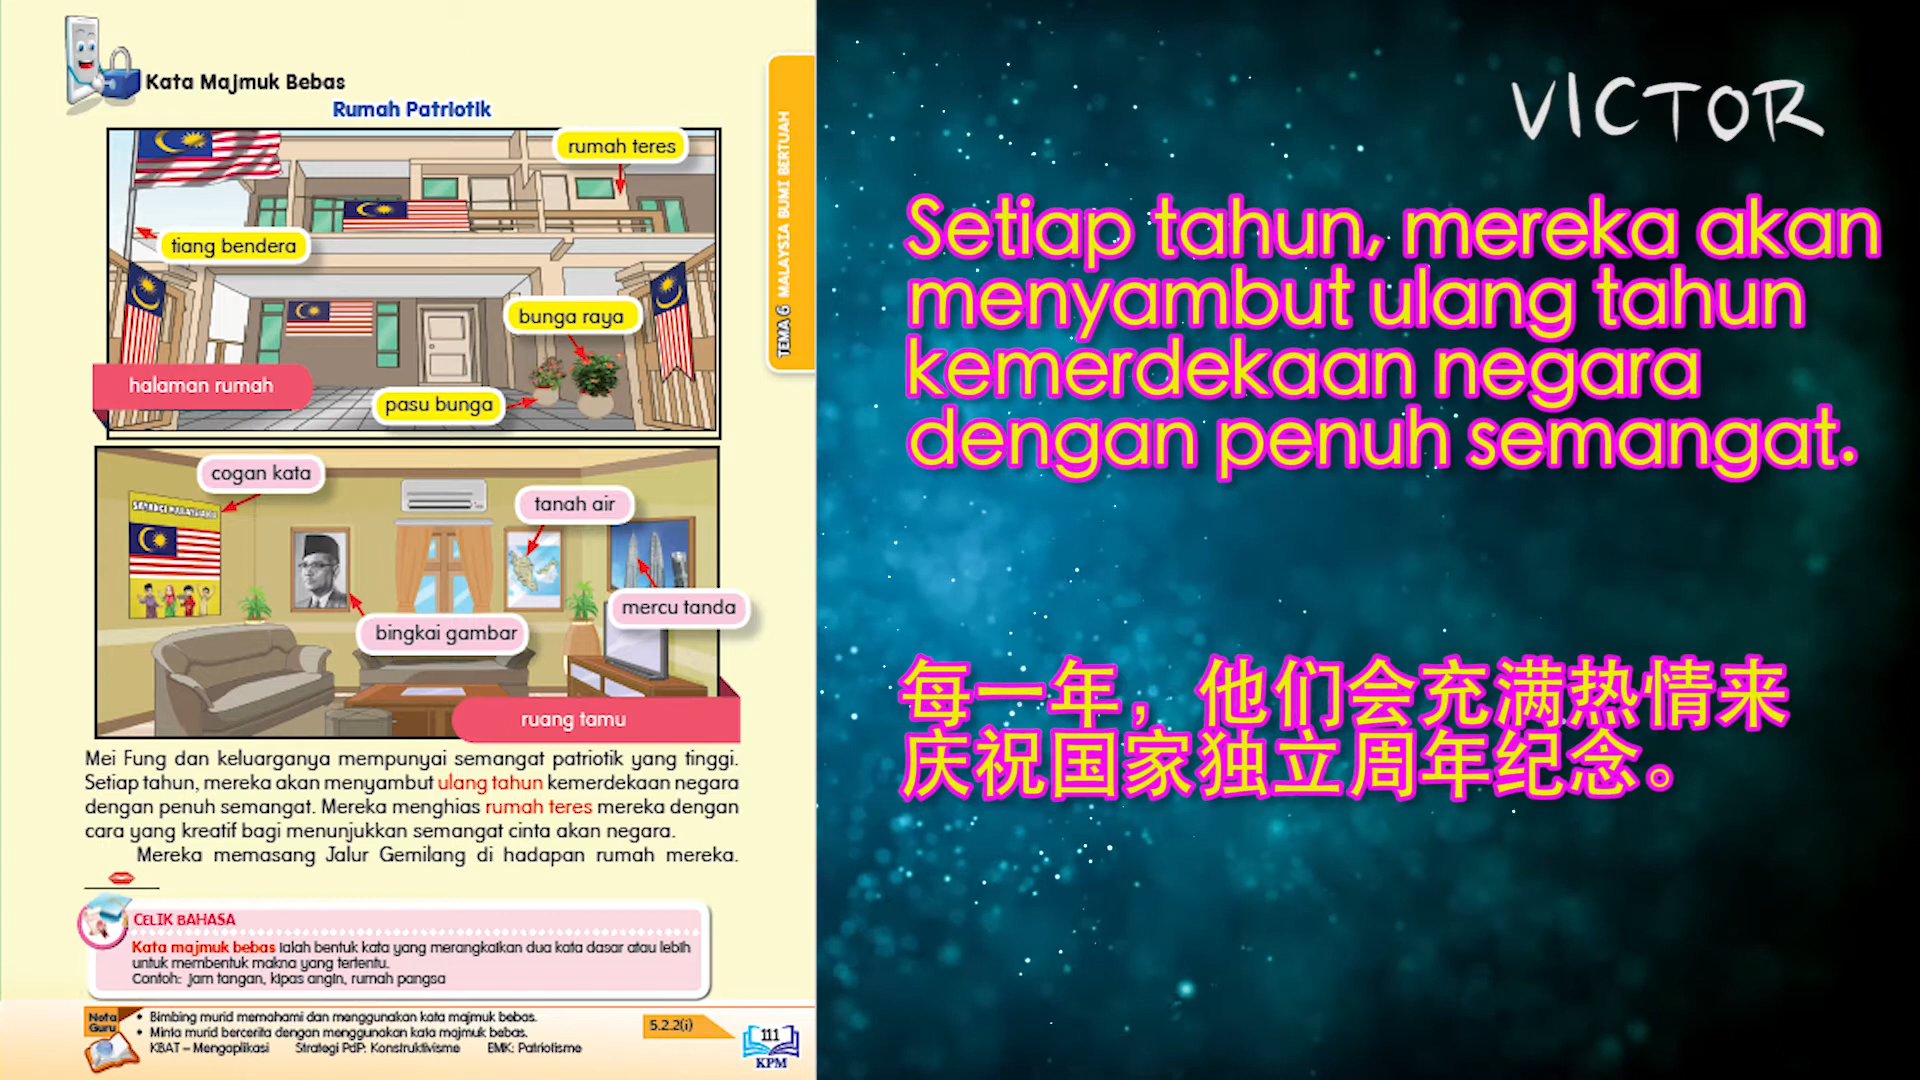 Kata Majmuk Bebas
Rumah Patriotik
rumah teres
tiang bendera
bunga raya
halaman rumah
pasu bunga
cogan kata
SAYANGI MALAYSIAKU
tanah air
mercu tanda
bingkai gambar
ruang tamu
Mei Fung dan keluarganya mempunyai semangat patriotik yang tinggi.
Setiap tahun, mereka akan menyambut ulang tahun kemerdekaan negara
dengan penuh semangat. Mereka menghias rumah teres mereka dengan
cara yang kreatif bagi menunjukkan semangat cinta akan negara.
Mereka memasang Jalur Gemilang di hadapan rumah mereka.
CELIK BAHASA
Kata majmuk bebas ialah bentuk kata yang merangkaikan dua kata dasar atau lebih
untuk membentuk makna yang tertentu.
Contoh: jam tangan, kipas angin, rumah pangsa
Nota
Guru
• Bimbing murid memahami dan menggunakan kata majmuk bebas.
• Minta murid bercerita dengan menggunakan kata majmuk bebas.
KBAT – Mengaplikasi Strategi PdP: Konstruktivisme EMK: Patriotisme
5.2.2(i)
111
KPM
TEMA 6 MALAYSIA BUMI BERTUAH
VICTOR
Setiap tahun, mereka akan
menyambut ulang tahun
kemerdekaan negara
dengan penuh semangat.
每一年，他们会充满热情来
庆祝国家独立周年纪念。